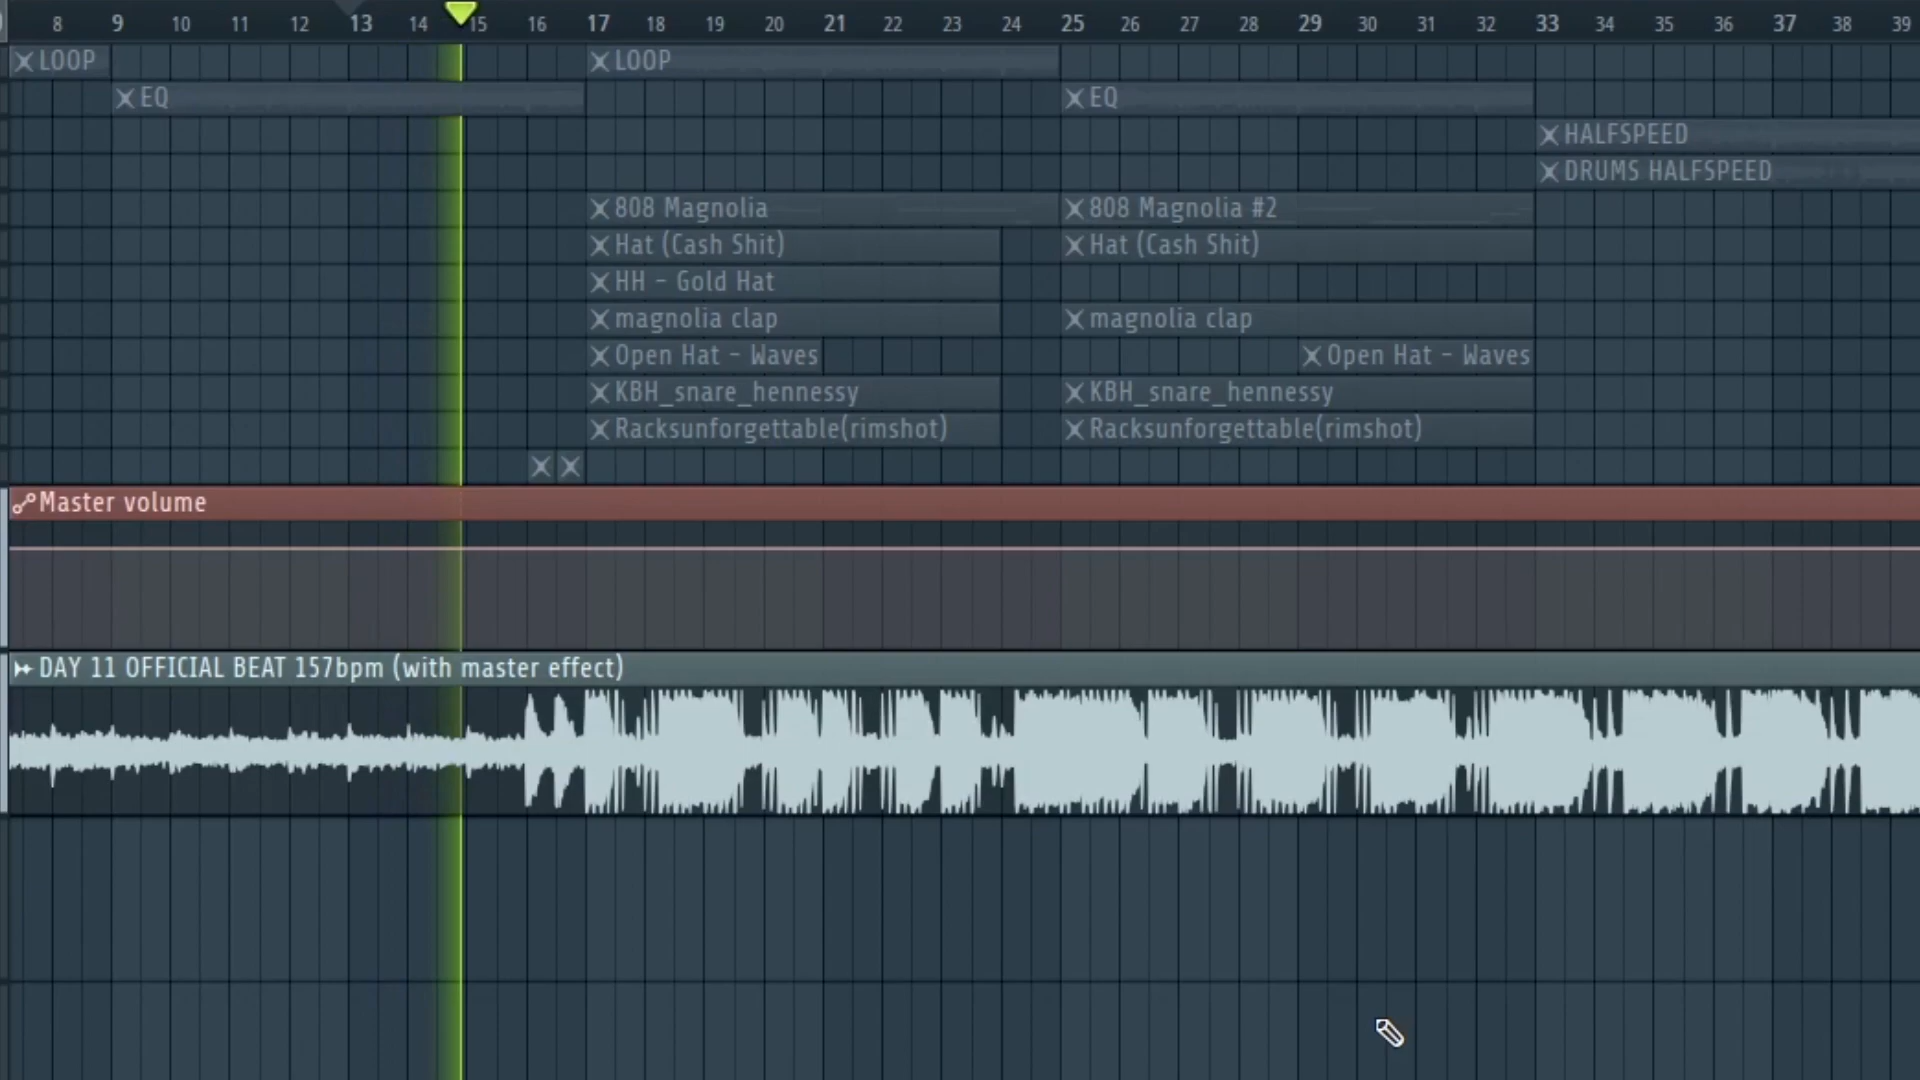 8 9 10 11 12 13 14 15 16 17 18 19 20 21 22 23 24 25 26 27 28 29 30 31 32 33 34 35 36 37 38 39
LOOP LOOP
EQ EQ
HALFSPEED
DRUMS HALFSPEED
808 Magnolia 808 Magnolia #2
Hat (Cash Shit) Hat (Cash Shit)
HH - Gold Hat
magnolia clap magnolia clap
Open Hat - Waves Open Hat - Waves
KBH_snare_hennessy KBH_snare_hennessy
Racksunforgettable(rimshot) Racksunforgettable(rimshot)
Master volume
DAY 11 OFFICIAL BEAT 157bpm (with master effect)